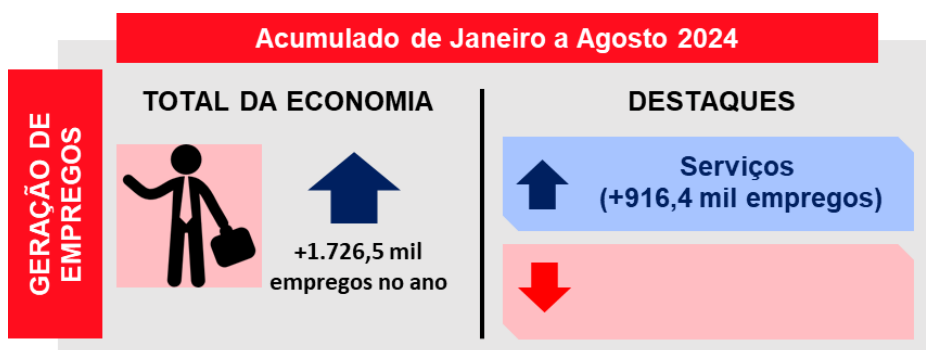 Acumulado de Janeiro a Agosto 2024
GERAÇÃO DE
EMPREGOS
TOTAL DA ECONOMIA
+1.726,5 mil
empregos no ano
DESTAQUES
Serviços
(+916,4 mil empregos)